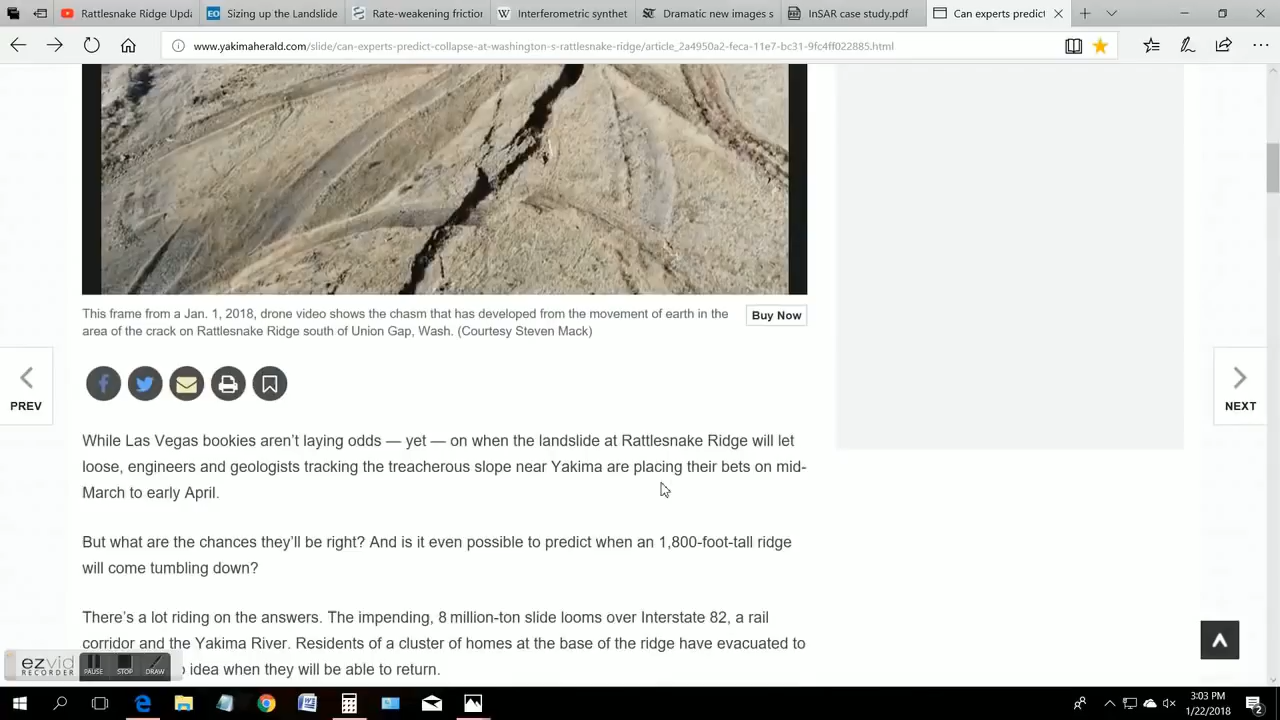 Rattlesnake Ridge Upda
Sizing up the Landslide
Rate-weakening friction
Interferometric synthet
Dramatic new images s
InSAR case study.pdf
Can experts predict
www.yakimaherald.com/slide/can-experts-predict-collapse-at-washington-s-rattlesnake-ridge/article_2a4950a2-feca-11e7-bc31-9fc4ff022885.html
This frame from a Jan. 1, 2018, drone video shows the chasm that has developed from the movement of earth in the
area of the crack on Rattlesnake Ridge south of Union Gap, Wash. (Courtesy Steven Mack)
Buy Now
PREV
NEXT
While Las Vegas bookies aren't laying odds — yet — on when the landslide at Rattlesnake Ridge will let
loose, engineers and geologists tracking the treacherous slope near Yakima are placing their bets on mid-
March to early April.
But what are the chances they'll be right? And is it even possible to predict when an 1,800-foot-tall ridge
will come tumbling down?
There's a lot riding on the answers. The impending, 8 million-ton slide looms over Interstate 82, a rail
corridor and the Yakima River. Residents of a cluster of homes at the base of the ridge have evacuated to
idea when they will be able to return.
ezvid
RECORDER
PAUSE
STOP
DRAW
3:03 PM
1/22/2018
2